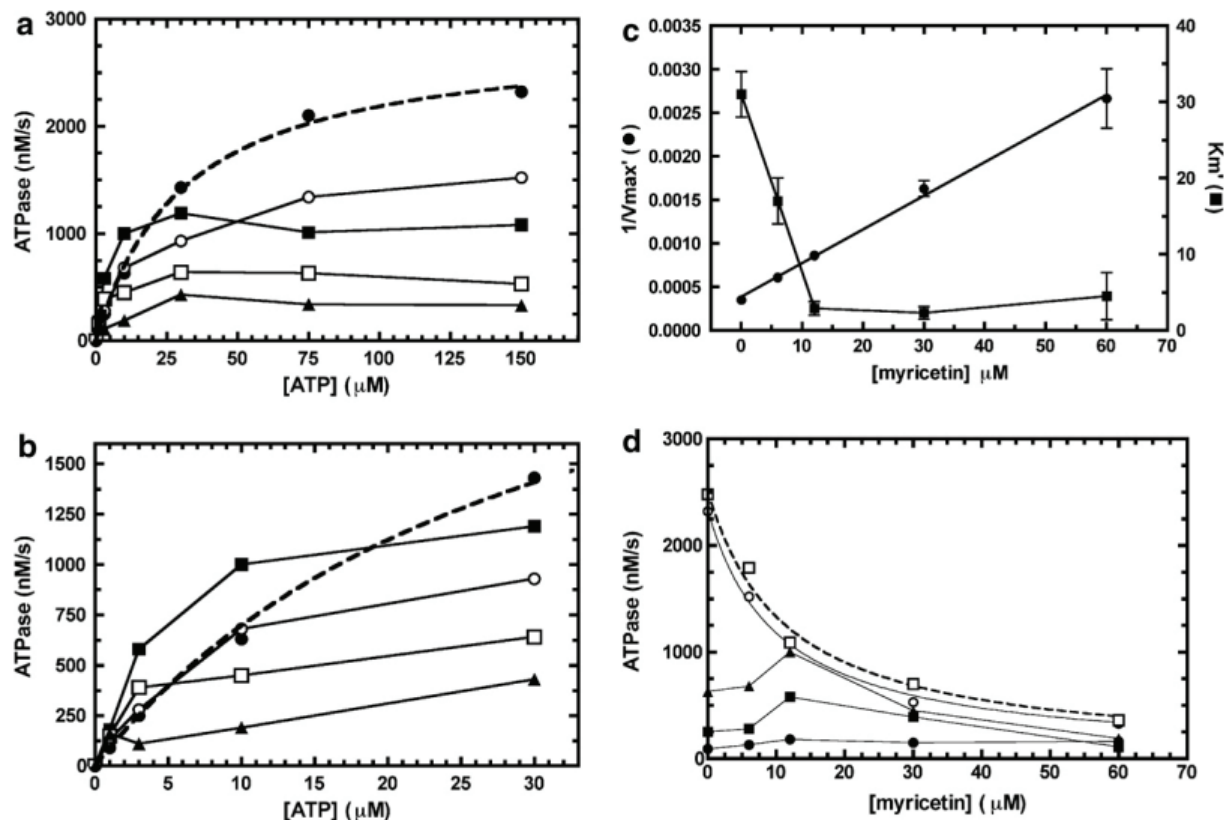 a
3000
2000
1000
0
ATPase (nM/s)
0 25 50 75 100 125 150
[ATP] (μM)
c
0.0035
0.0030
0.0025
0.0020
0.0015
0.0010
0.0005
0.0000
1/Vmax' (●)
40
30
20
10
0
Km' (■)
0 10 20 30 40 50 60 70
[myricetin] μM
b
1500
1250
1000
750
500
250
0
ATPase (nM/s)
0 5 10 15 20 25 30
[ATP] (μM)
d
3000
2000
1000
0
ATPase (nM/s)
0 10 20 30 40 50 60 70
[myricetin] (μM)